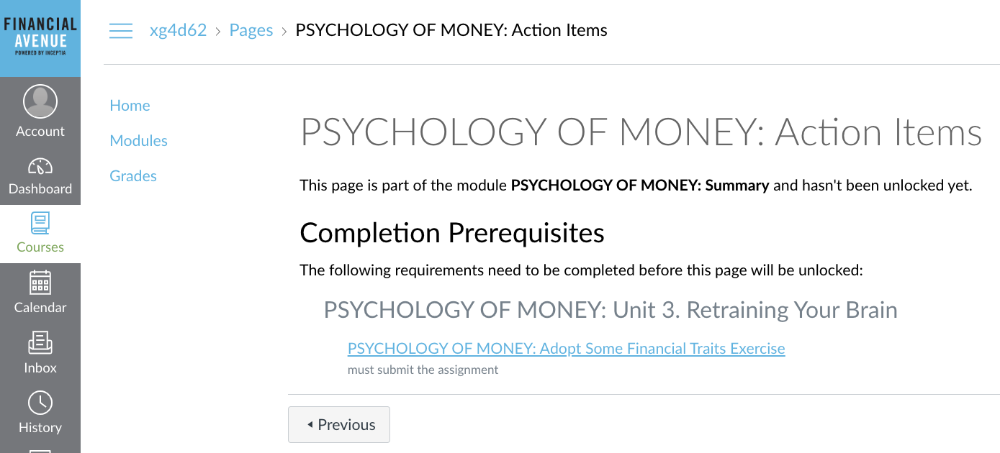 FINANCIAL
AVENUE
POWERED BY INCEPTIA
Account
Dashboard
Courses
Calendar
Inbox
History
xg4d62 > Pages > PSYCHOLOGY OF MONEY: Action Items
Home
Modules
Grades
PSYCHOLOGY OF MONEY: Action Items
This page is part of the module PSYCHOLOGY OF MONEY: Summary and hasn't been unlocked yet.
Completion Prerequisites
The following requirements need to be completed before this page will be unlocked:
PSYCHOLOGY OF MONEY: Unit 3. Retraining Your Brain
PSYCHOLOGY OF MONEY: Adopt Some Financial Traits Exercise
must submit the assignment
Previous